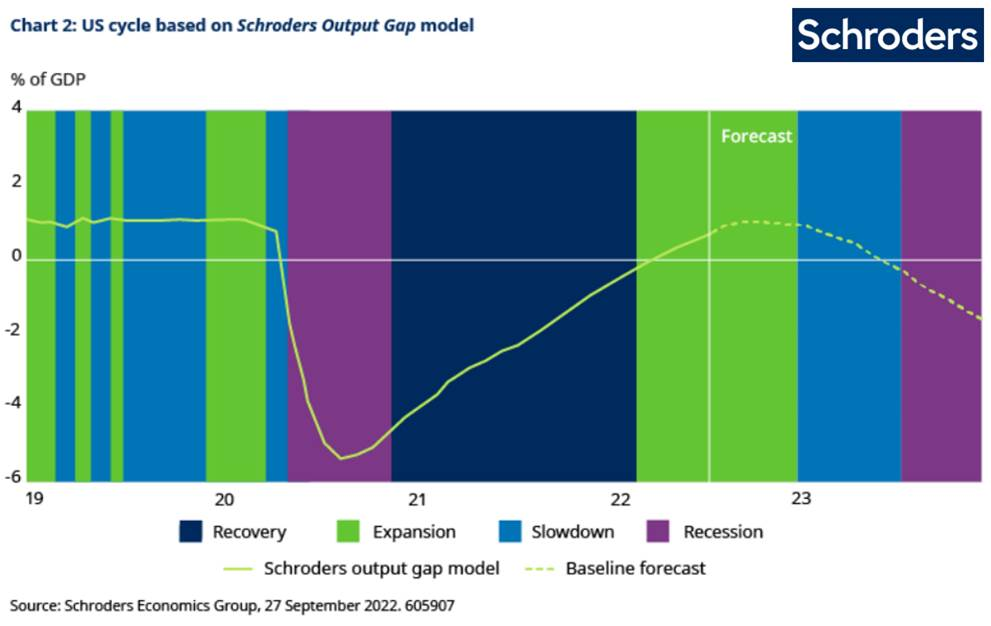 Chart 2: US cycle based on Schroders Output Gap model
Schroders
% of GDP
4
2
0
-2
-4
-6
Forecast
19 20 21 22 23
Recovery Expansion Slowdown Recession
Schroders output gap model Baseline forecast
Source: Schroders Economics Group, 27 September 2022. 605907